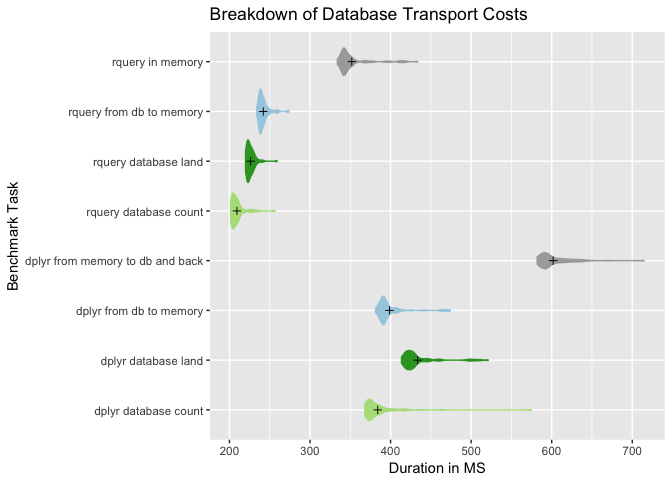 Breakdown of Database Transport Costs
Benchmark Task
rquery in memory
rquery from db to memory
rquery database land
rquery database count
dplyr from memory to db and back
dplyr from db to memory
dplyr database land
dplyr database count
200 300 400 500 600 700
Duration in MS